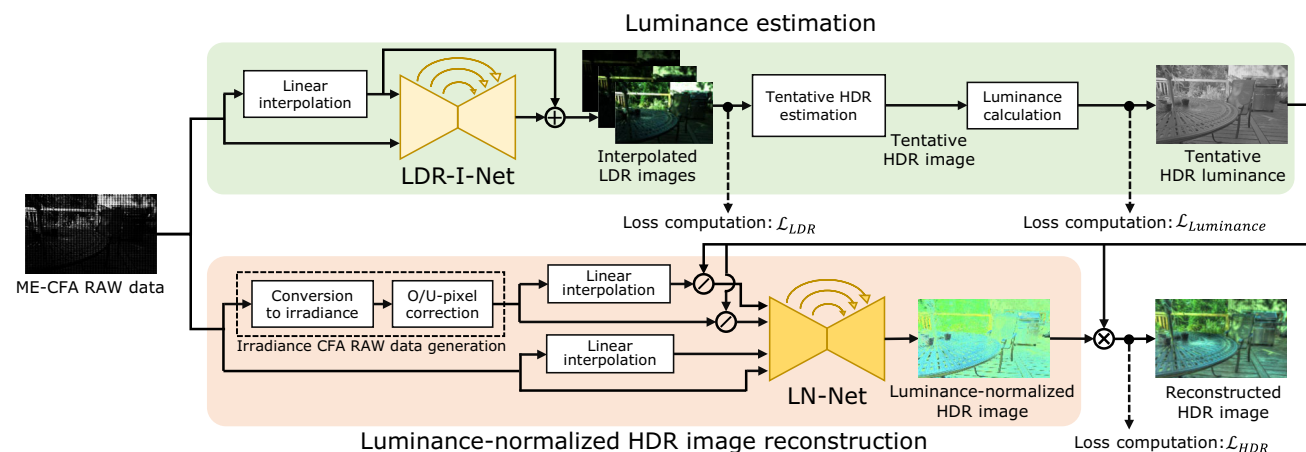 Luminance estimation
Linear
interpolation
LDR-I-Net
Interpolated
LDR images
Tentative HDR
estimation
Tentative
HDR image
Luminance
calculation
Tentative
HDR luminance
Loss computation: ℒLDR
Loss computation: ℒLuminance
ME-CFA RAW data
Conversion
to irradiance
O/U-pixel
correction
Irradiance CFA RAW data generation
Linear
interpolation
Linear
interpolation
LN-Net
Luminance-normalized
HDR image
Reconstructed
HDR image
Loss computation: ℒHDR
Luminance-normalized HDR image reconstruction